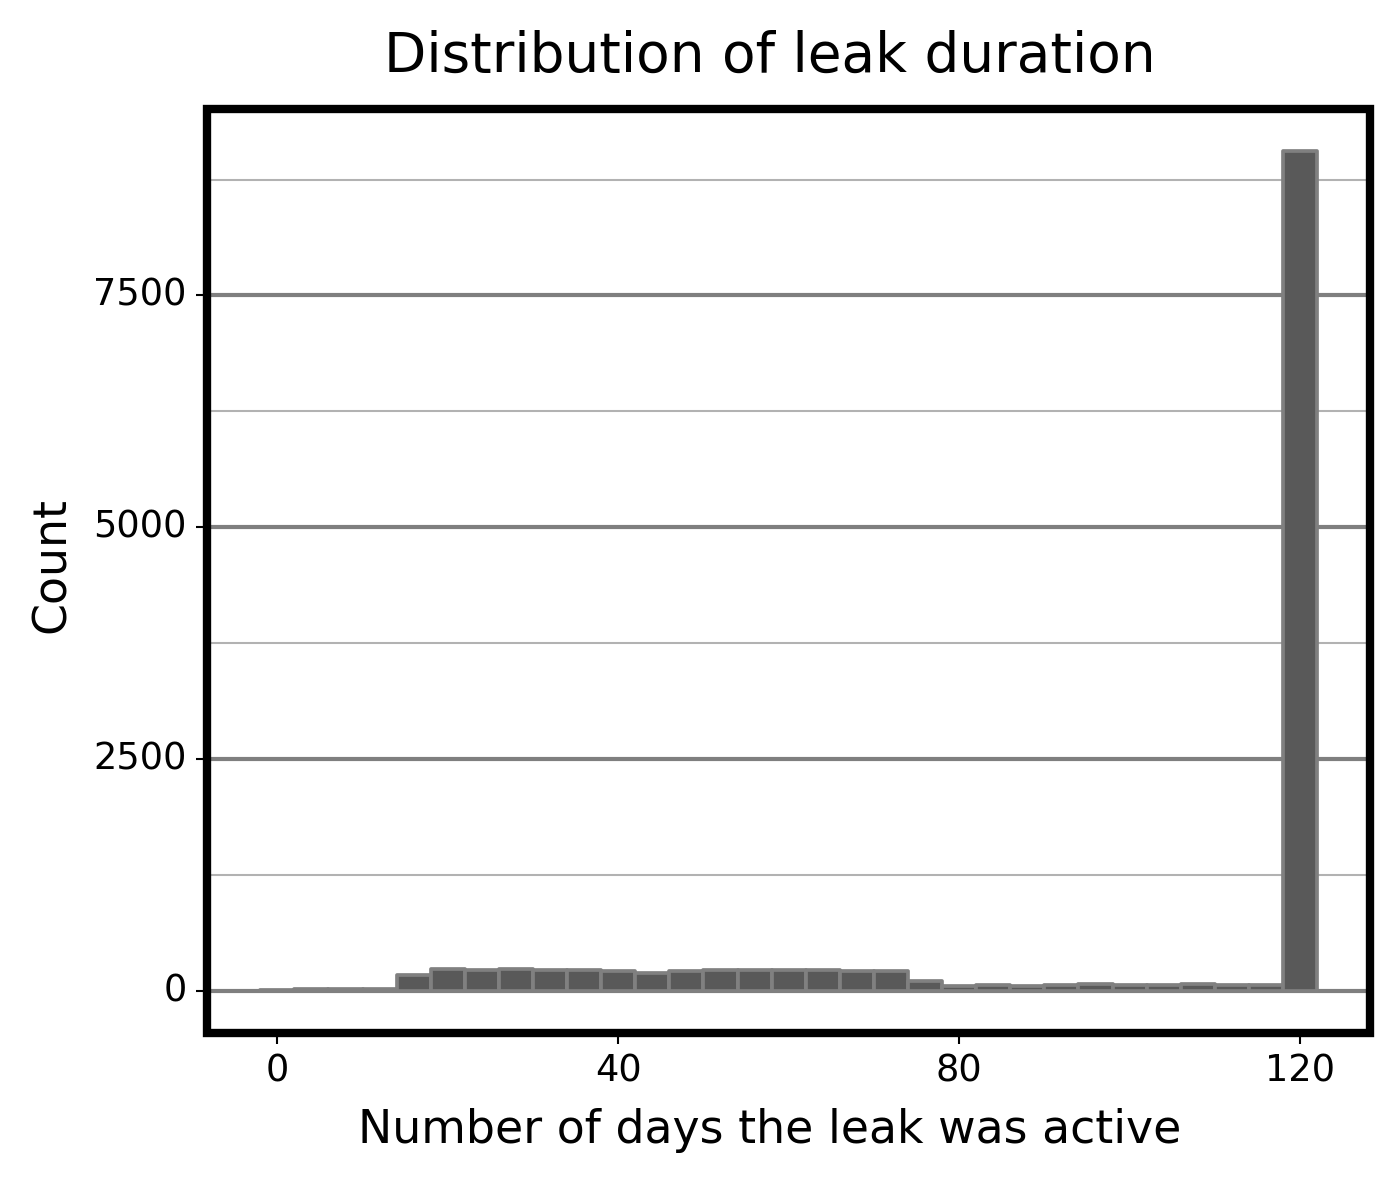 Distribution of leak duration
Count
7500
5000
2500
0
0 40 80 120
Number of days the leak was active